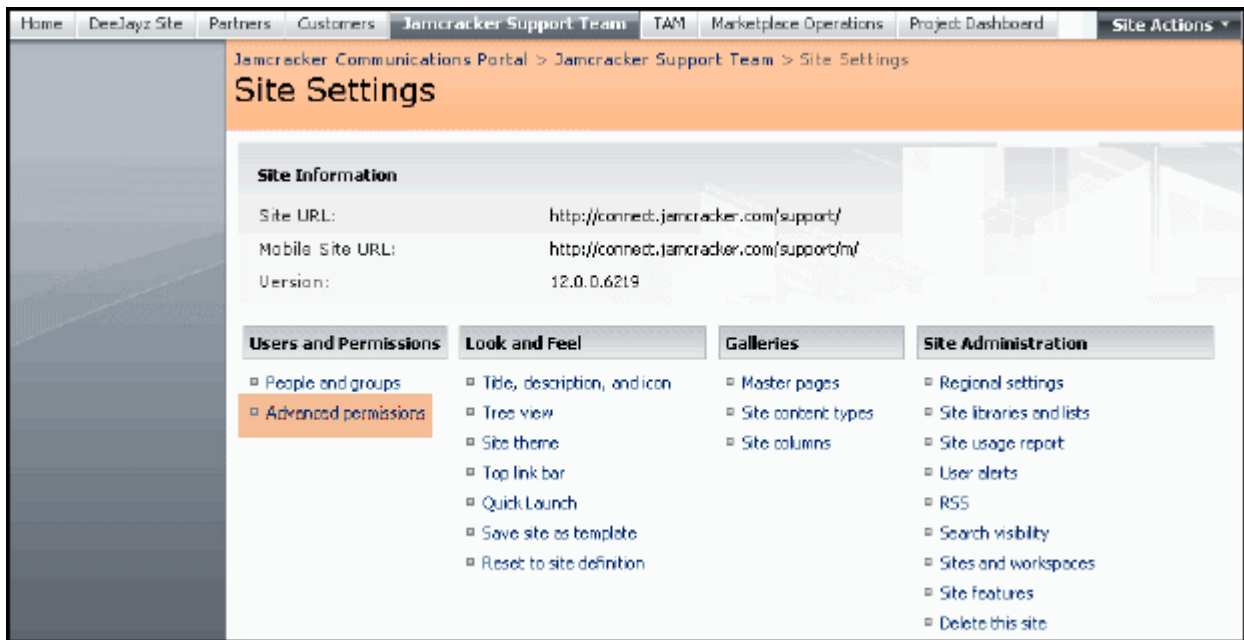 Home DeeJayz Site Partners Customers Jamcracker Support Team TAM Marketplace Operations Project Dashboard Site Actions
Jamcracker Communications Portal > Jamcracker Support Team > Site Settings
Site Settings
Site Information
Site URL: http://connect.jamcracker.com/support/
Mobile Site URL: http://connect.jamcracker.com/support/m/
Version: 12.0.0.6219
Users and Permissions Look and Feel Galleries Site Administration
People and groups Title, description, and icon Master pages Regional settings
Advanced permissions Tree view Site content types Site libraries and lists
Site theme Site columns Site usage report
Top link bar User alerts
Quick Launch RSS
Save site as template Search visibility
Reset to site definition Sites and workspaces
Site features
Delete this site